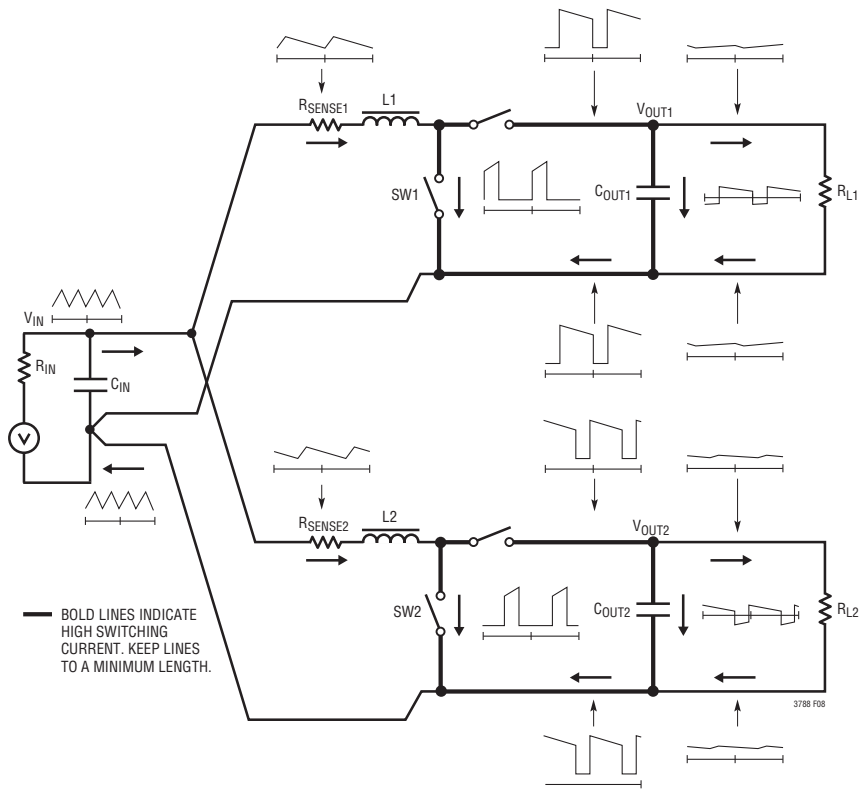 RSENSE1
L1
VOUT1
SW1
COUT1
RL1
VIN
RIN
CIN
V
RSENSE2
L2
VOUT2
SW2
COUT2
RL2
BOLD LINES INDICATE
HIGH SWITCHING
CURRENT. KEEP LINES
TO A MINIMUM LENGTH.
3788 F08